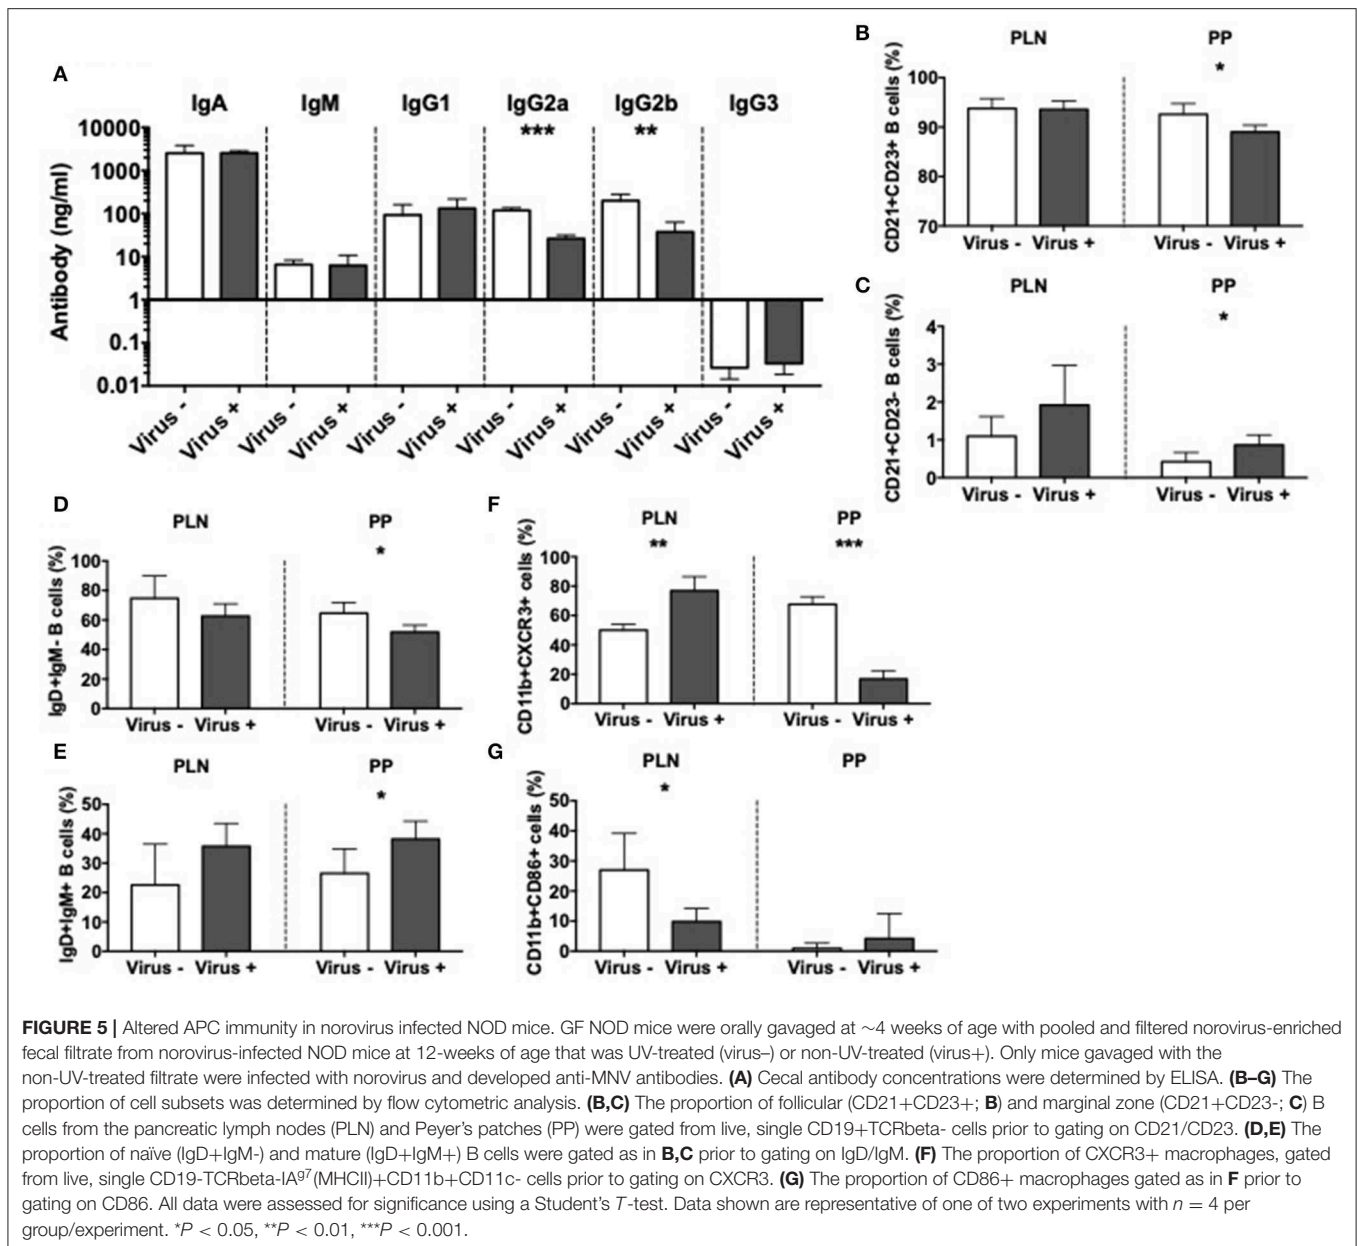 A
IgA IgM IgG1 IgG2a IgG2b IgG3
*** **
Antibody (ng/ml)
10000
1000
100
10
1
0.1
0.01
Virus - Virus + Virus - Virus + Virus - Virus + Virus - Virus + Virus - Virus + Virus - Virus +
B
PLN PP
*
CD21+CD23+ B cells (%)
100
90
80
70
Virus - Virus + Virus - Virus +
C
PLN PP
*
CD21+CD23- B cells (%)
4
3
2
1
0
Virus - Virus + Virus - Virus +
D
PLN PP
*
IgD+IgM- B cells (%)
100
80
60
40
20
0
Virus - Virus + Virus - Virus +
E
PLN PP
*
IgD+IgM+ B cells (%)
50
40
30
20
10
0
Virus - Virus + Virus - Virus +
F
PLN PP
** ***
CD11b+CXCR3+ cells (%)
100
80
60
40
20
0
Virus - Virus + Virus - Virus +
G
PLN PP
*
CD11b+CD86+ cells (%)
50
40
30
20
10
0
Virus - Virus + Virus - Virus +
FIGURE 5 | Altered APC immunity in norovirus infected NOD mice. GF NOD mice were orally gavaged at ∼4 weeks of age with pooled and filtered norovirus-enriched
fecal filtrate from norovirus-infected NOD mice at 12-weeks of age that was UV-treated (virus–) or non-UV-treated (virus+). Only mice gavaged with the
non-UV-treated filtrate were infected with norovirus and developed anti-MNV antibodies. (A) Cecal antibody concentrations were determined by ELISA. (B–G) The
proportion of cell subsets was determined by flow cytometric analysis. (B,C) The proportion of follicular (CD21+CD23+; B) and marginal zone (CD21+CD23-; C) B
cells from the pancreatic lymph nodes (PLN) and Peyer's patches (PP) were gated from live, single CD19+TCRbeta- cells prior to gating on CD21/CD23. (D,E) The
proportion of naïve (IgD+IgM-) and mature (IgD+IgM+) B cells were gated as in B,C prior to gating on IgD/IgM. (F) The proportion of CXCR3+ macrophages, gated
from live, single CD19-TCRbeta-IAg7(MHCII)+CD11b+CD11c- cells prior to gating on CXCR3. (G) The proportion of CD86+ macrophages gated as in F prior to
gating on CD86. All data were assessed for significance using a Student's T-test. Data shown are representative of one of two experiments with n = 4 per
group/experiment. *P < 0.05, **P < 0.01, ***P < 0.001.